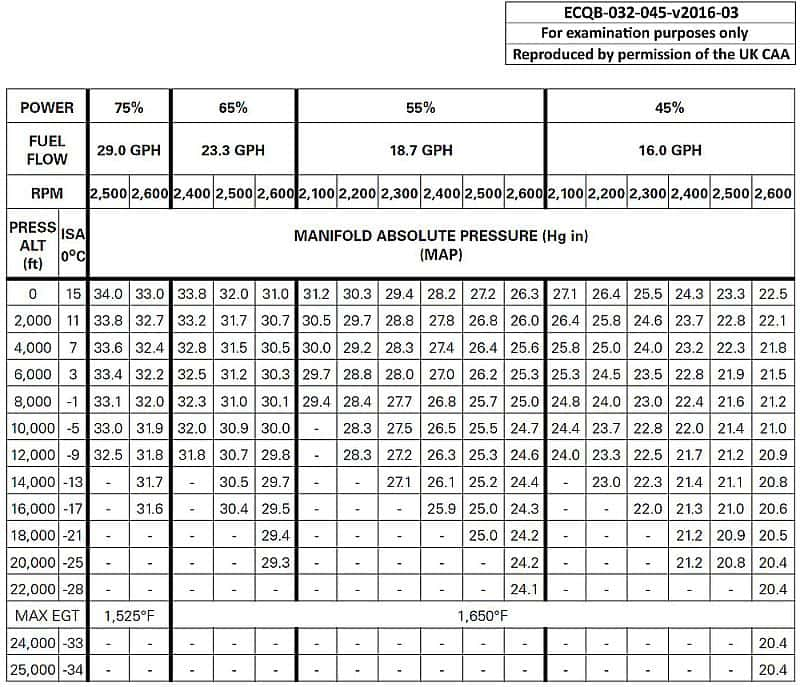 ECQB-032-045-v2016-03
For examination purposes only
Reproduced by permission of the UK CAA
POWER 75% 65% 55% 45%
FUEL FLOW 29.0 GPH 23.3 GPH 18.7 GPH 16.0 GPH
RPM 2,500 2,600 2,400 2,500 2,600 2,100 2,200 2,300 2,400 2,500 2,600 2,100 2,200 2,300 2,400 2,500 2,600
PRESS ALT (ft) ISA 0°C MANIFOLD ABSOLUTE PRESSURE (Hg in)
(MAP)
0 15 34.0 33.0 33.8 32.0 31.0 31.2 30.3 29.4 28.2 27.2 26.3 27.1 26.4 25.5 24.3 23.3 22.5
2,000 11 33.8 32.7 33.2 31.7 30.7 30.5 29.7 28.8 27.8 26.8 26.0 26.4 25.8 24.6 23.7 22.8 22.1
4,000 7 33.6 32.4 32.8 31.5 30.5 30.0 29.2 28.3 27.4 26.4 25.6 25.8 25.0 24.0 23.2 22.3 21.8
6,000 3 33.4 32.2 32.5 31.2 30.3 29.7 28.8 28.0 27.0 26.2 25.3 25.3 24.5 23.5 22.8 21.9 21.5
8,000 -1 33.1 32.0 32.3 31.0 30.1 29.4 28.4 27.7 26.8 25.7 25.0 24.8 24.0 23.0 22.4 21.6 21.2
10,000 -5 33.0 31.9 32.0 30.9 30.0 - 28.3 27.5 26.5 25.5 24.7 24.4 23.7 22.8 22.0 21.4 21.0
12,000 -9 32.5 31.8 31.8 30.7 29.8 - 28.3 27.2 26.3 25.3 24.6 24.0 23.3 22.5 21.7 21.2 20.9
14,000 -13 - 31.7 - 30.5 29.7 - - 27.1 26.1 25.2 24.4 - 23.0 22.3 21.4 21.1 20.8
16,000 -17 - 31.6 - 30.4 29.5 - - - 25.9 25.0 24.3 - - 22.0 21.3 21.0 20.6
18,000 -21 - - - - 29.4 - - - - 25.0 24.2 - - - 21.2 20.9 20.5
20,000 -25 - - - - 29.3 - - - - - 24.2 - - - 21.2 20.8 20.4
22,000 -28 - - - - - - - - - - 24.1 - - - - - 20.4
MAX EGT 1,525°F 1,650°F
24,000 -33 - - - - - - - - - - - - - - - - 20.4
25,000 -34 - - - - - - - - - - - - - - - - 20.4